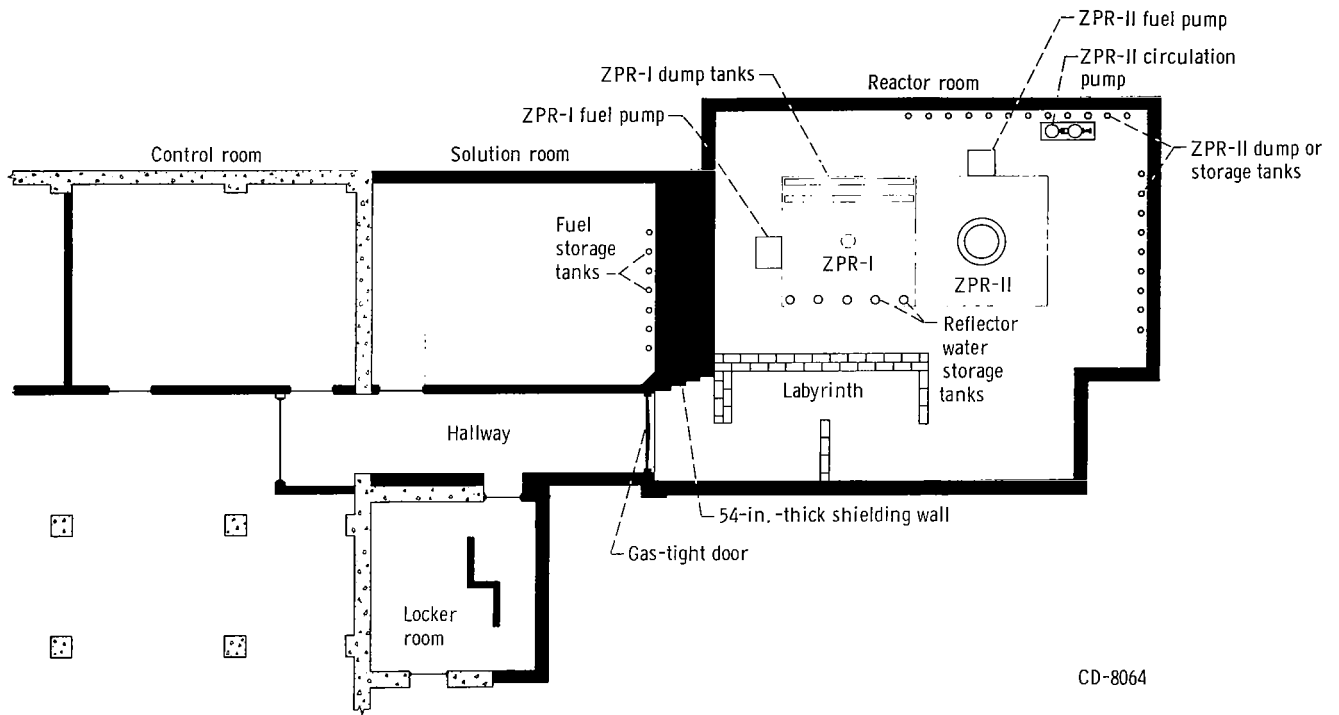 ZPR-II fuel pump
ZPR-II circulation
pump
ZPR-I dump tanks
Reactor room
ZPR-I fuel pump
Control room
Solution room
ZPR-II dump or
storage tanks
Fuel
storage
tanks
ZPR-I
ZPR-II
Reflector
water
storage
tanks
Labyrinth
Hallway
54-in. -thick shielding wall
Gas-tight door
Locker
room
CD-8064